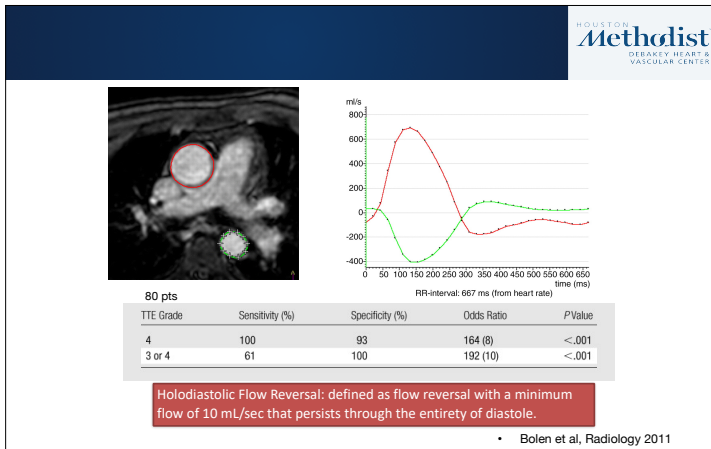 HOUSTON
Methodist
DEBAKEY HEART &
VASCULAR CENTER
ml/s
800
600
400
200
0
-200
-400
0 50 100 150 200 250 300 350 400 450 500 550 600 650
time (ms)
RR-interval: 667 ms (from heart rate)
A
80 pts
TTE Grade Sensitivity (%) Specificity (%) Odds Ratio P Value
4 100 93 164 (8) <.001
3 or 4 61 100 192 (10) <.001
Holodiastolic Flow Reversal: defined as flow reversal with a minimum
flow of 10 mL/sec that persists through the entirety of diastole.
• Bolen et al, Radiology 2011